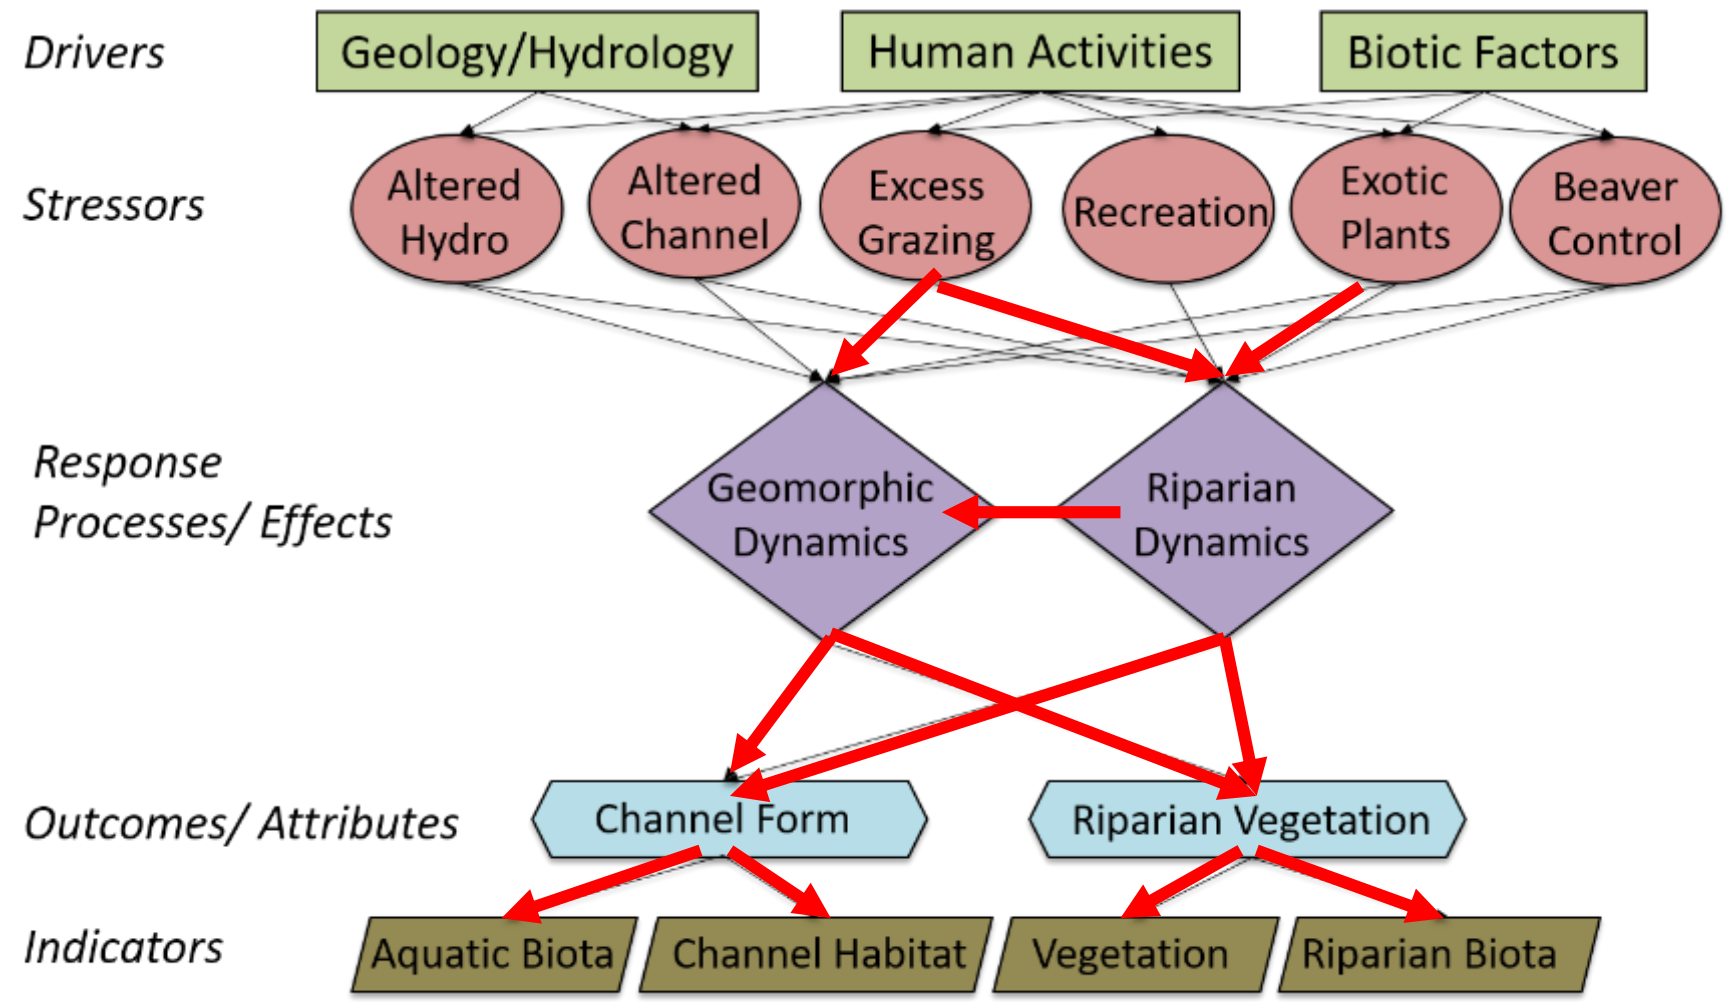 Drivers
Geology/Hydrology
Human Activities
Biotic Factors
Stressors
Altered
Hydro
Altered
Channel
Excess
Grazing
Recreation
Exotic
Plants
Beaver
Control
Response
Processes/ Effects
Geomorphic
Dynamics
Riparian
Dynamics
Outcomes/ Attributes
Channel Form
Riparian Vegetation
Indicators
Aquatic Biota
Channel Habitat
Vegetation
Riparian Biota